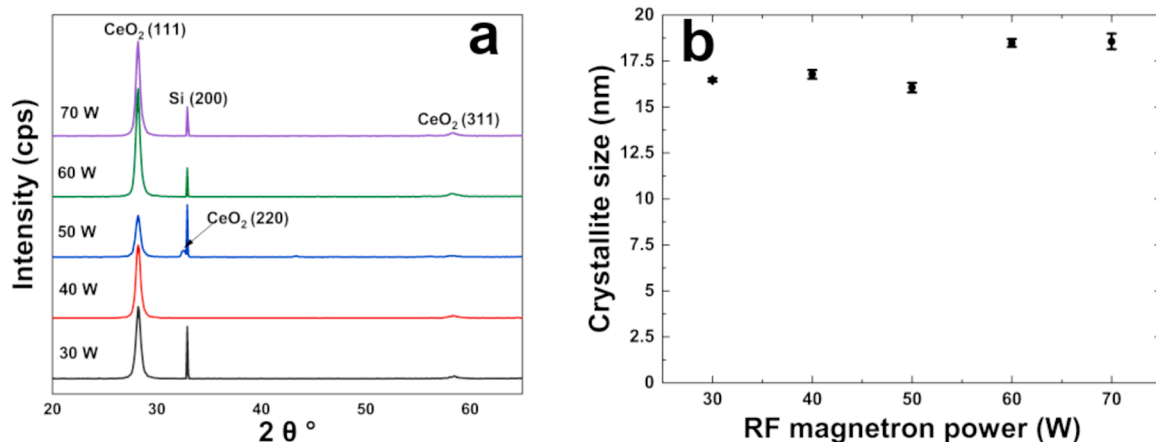 a
CeO₂ (111)
Si (200)
CeO₂ (311)
CeO₂ (220)
70 W
60 W
50 W
40 W
30 W
Intensity (cps)
20 30 40 50 60
2 θ °
b
20
17.5
15
12.5
10
7.5
5
2.5
0
Crystallite size (nm)
30 40 50 60 70
RF magnetron power (W)